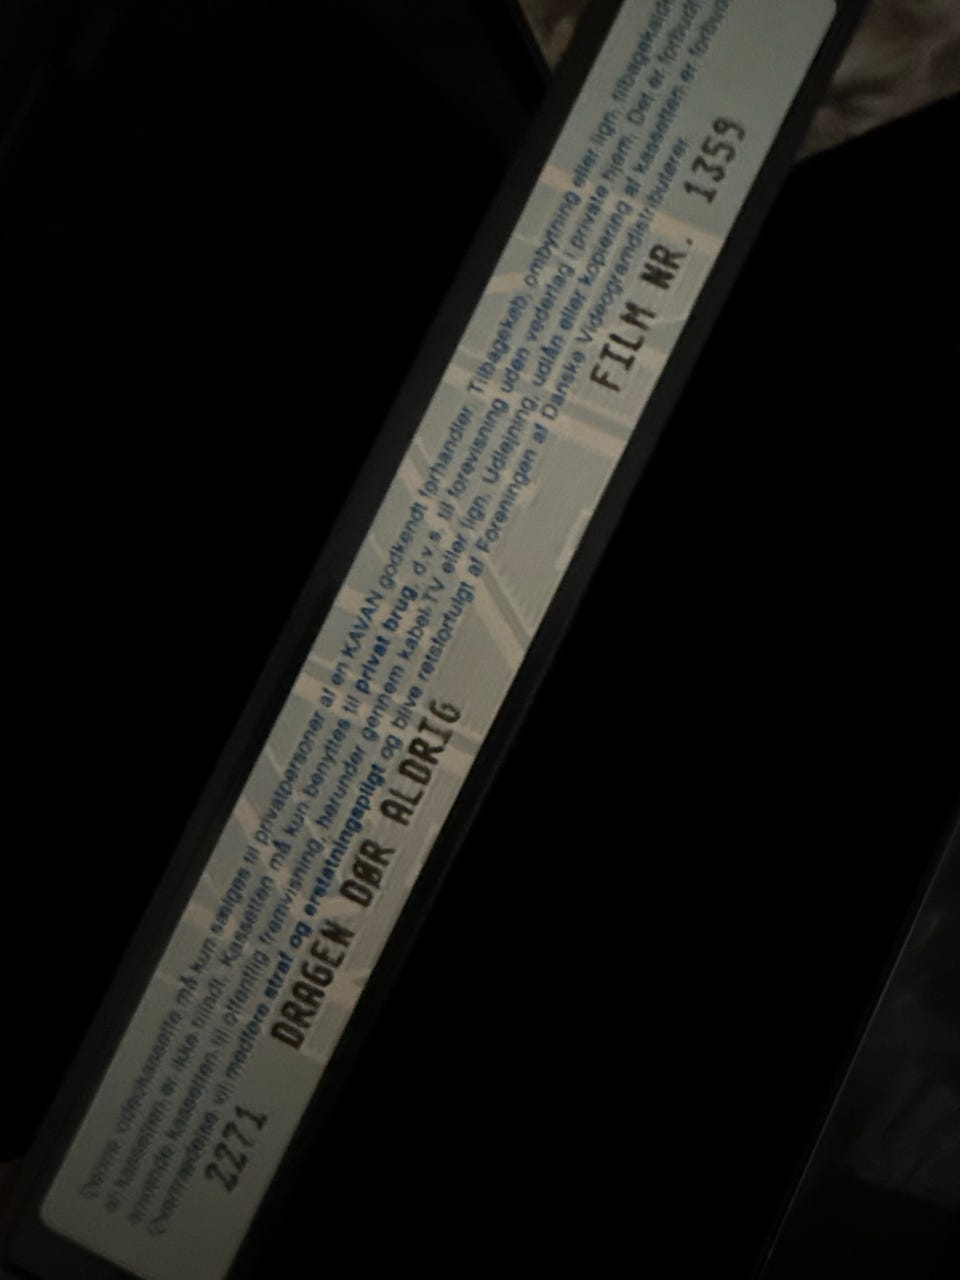 Denne videokassette må kun sælges til privatpersoner af en KAVAN godkendt forhandler. Tilbagekøb, ombytning eller lign. tilbagekøb
af kassetten er ikke tilladt. Kassetten må kun benyttes til privat brug, d.v.s. til forevisning uden vederlag i private hjem. Det er forbudt
anvende kassetten til offentlig fremvisning, herunder gennem kabel-TV eller lign. Udlejning, udlån eller kopiering af kassetten er forbudt
Overtrædelse vil medføre straf og erstatningspligt og blive retsforfulgt af Foreningen af Danske Videogramdistributører.
2271 DRAGEN DØR ALDRIG FILM NR. 1359